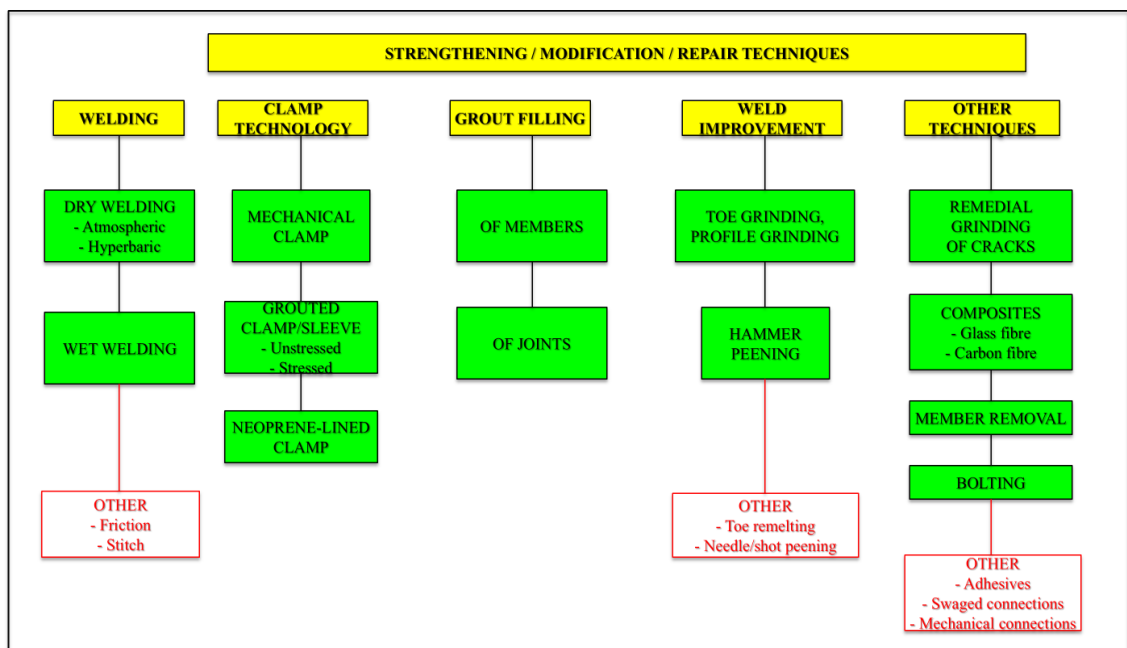 STRENGTHENING / MODIFICATION / REPAIR TECHNIQUES
WELDING
DRY WELDING
- Atmospheric
- Hyperbaric
WET WELDING
OTHER
- Friction
- Stitch
CLAMP
TECHNOLOGY
MECHANICAL
CLAMP
GROUTED
CLAMP/SLEEVE
- Unstressed
- Stressed
NEOPRENE-LINED
CLAMP
GROUT FILLING
OF MEMBERS
OF JOINTS
WELD
IMPROVEMENT
TOE GRINDING,
PROFILE GRINDING
HAMMER
PEENING
OTHER
- Toe remelting
- Needle/shot peening
OTHER
TECHNIQUES
REMEDIAL
GRINDING
OF CRACKS
COMPOSITES
- Glass fibre
- Carbon fibre
MEMBER REMOVAL
BOLTING
OTHER
- Adhesives
- Swaged connections
- Mechanical connections